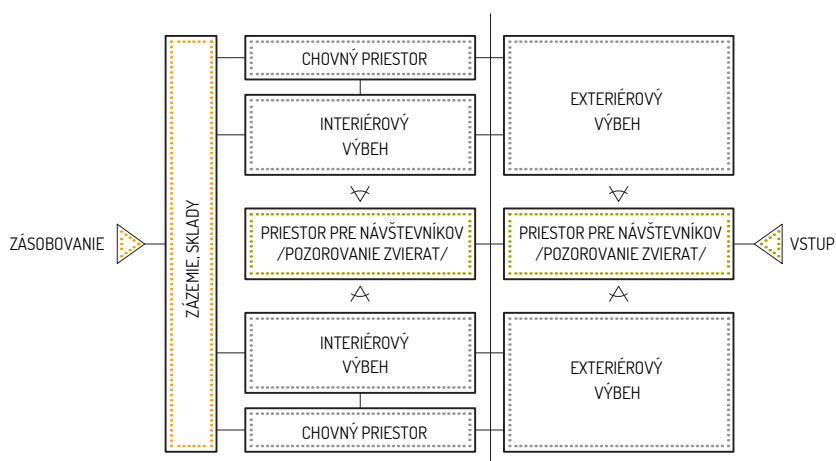 CHOVNÝ PRIESTOR
INTERIÉROVÝ
VÝBEH
EXTERIÉROVÝ
VÝBEH
ZÁSOBOVANIE
ZÁZEMIE, SKLADY
PRIESTOR PRE NÁVŠTEVNÍKOV
/POZOROVANIE ZVIERAT/
PRIESTOR PRE NÁVŠTEVNÍKOV
/POZOROVANIE ZVIERAT/
VSTUP
INTERIÉROVÝ
VÝBEH
EXTERIÉROVÝ
VÝBEH
CHOVNÝ PRIESTOR